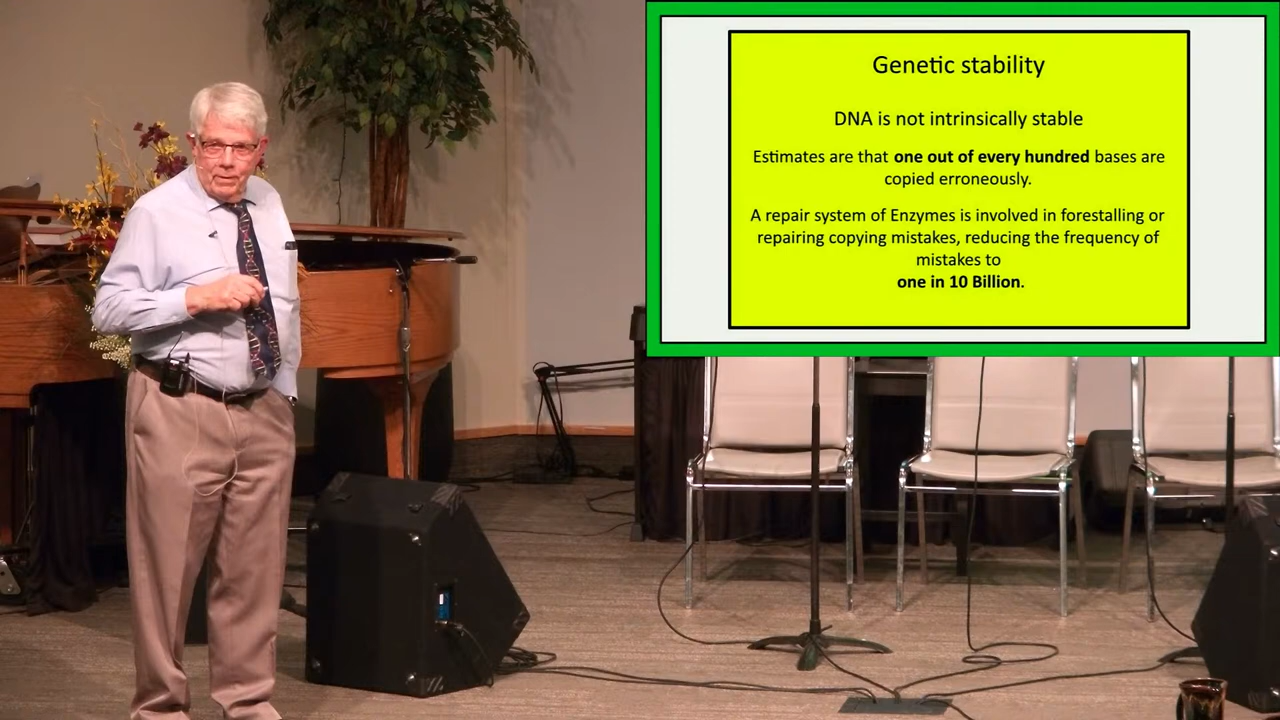 Genetic stability
DNA is not intrinsically stable
Estimates are that one out of every hundred bases are
copied erroneously.
A repair system of Enzymes is involved in forestalling or
repairing copying mistakes, reducing the frequency of
mistakes to
one in 10 Billion.